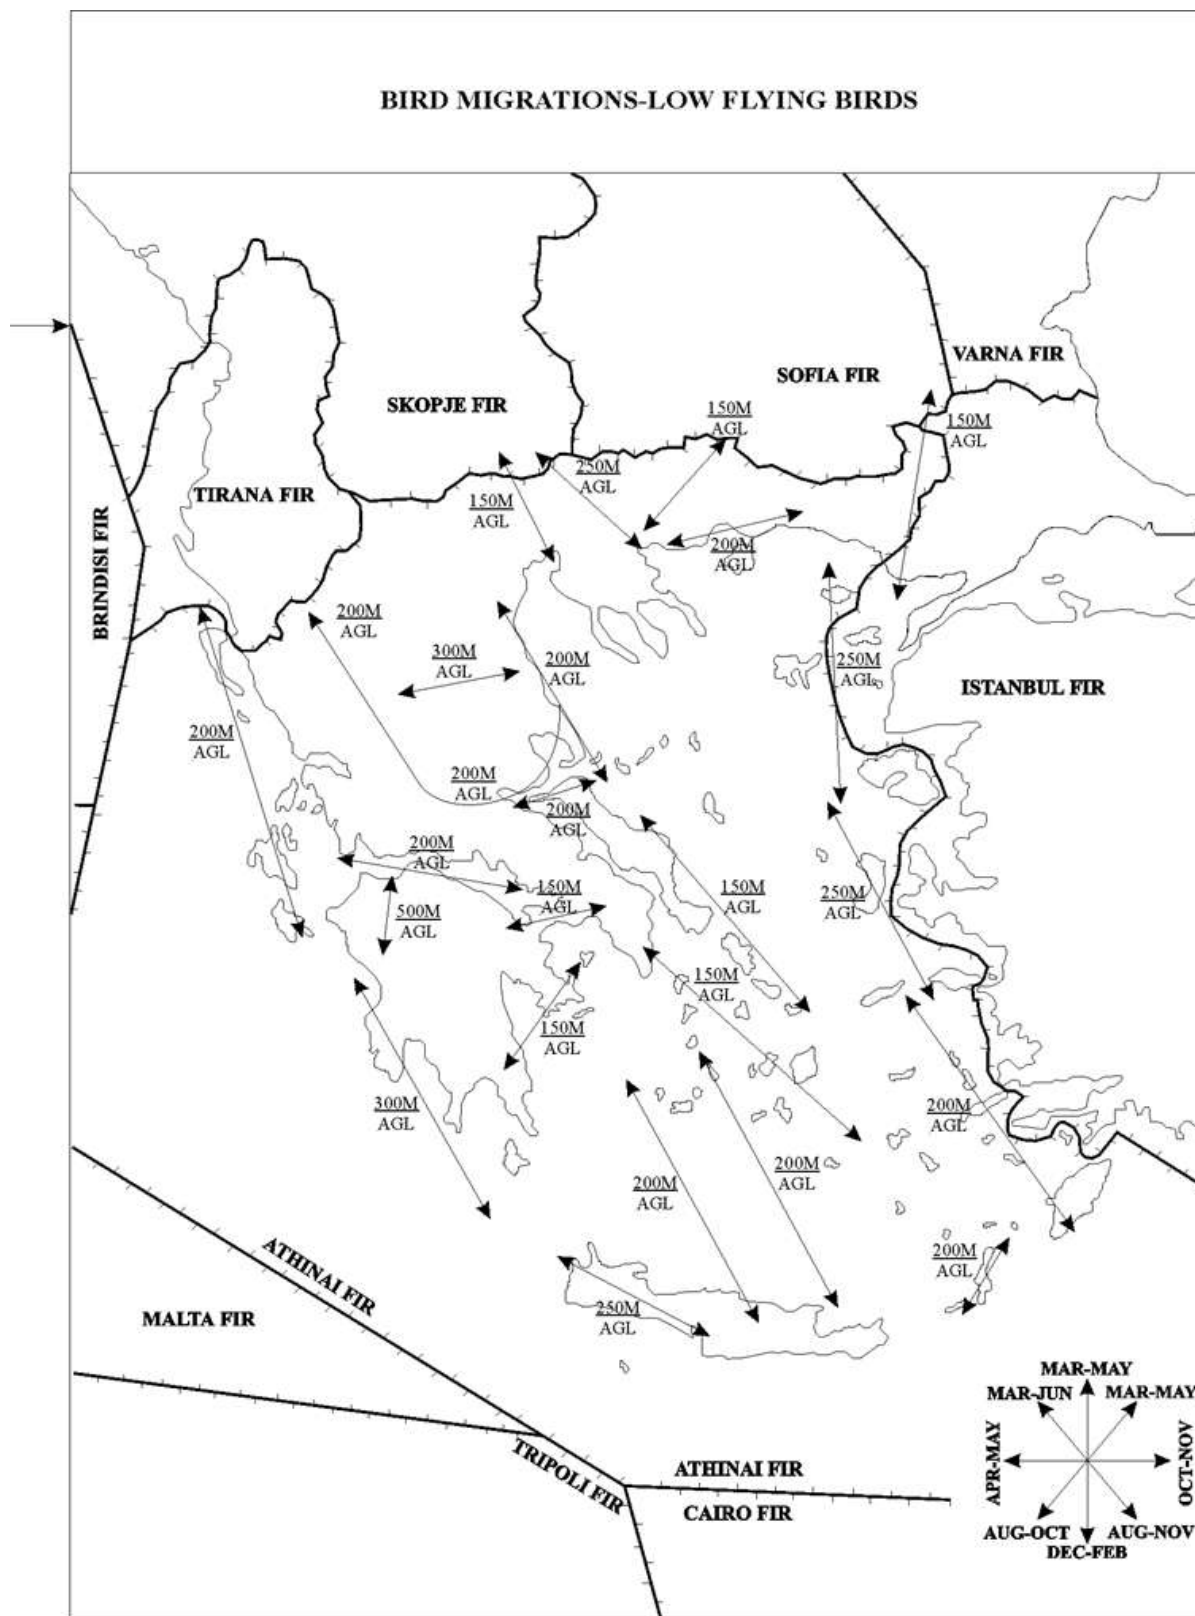 BIRD MIGRATIONS-LOW FLYING BIRDS
VARNA FIR
SOFIA FIR
SKOPJE FIR
150M
AGL
150M
AGL
250M
AGL
TIRANA FIR
150M
AGL
200M
AGL
BRINDISI FIR
200M
AGL
300M
AGL
200M
AGL
250M
AGL
ISTANBUL FIR
200M
AGL
200M
AGL
200M
AGL
200M
AGL
150M
AGL
150M
AGL
250M
AGL
500M
AGL
150M
AGL
150M
AGL
300M
AGL
200M
AGL
200M
AGL
200M
AGL
200M
AGL
ATHINAI FIR
MALTA FIR
250M
AGL
MAR-MAY
MAR-JUN
MAR-MAY
APR-MAY
OCT-NOV
TRIPOLI FIR
ATHINAI FIR
CAIRO FIR
AUG-OCT
AUG-NOV
DEC-FEB